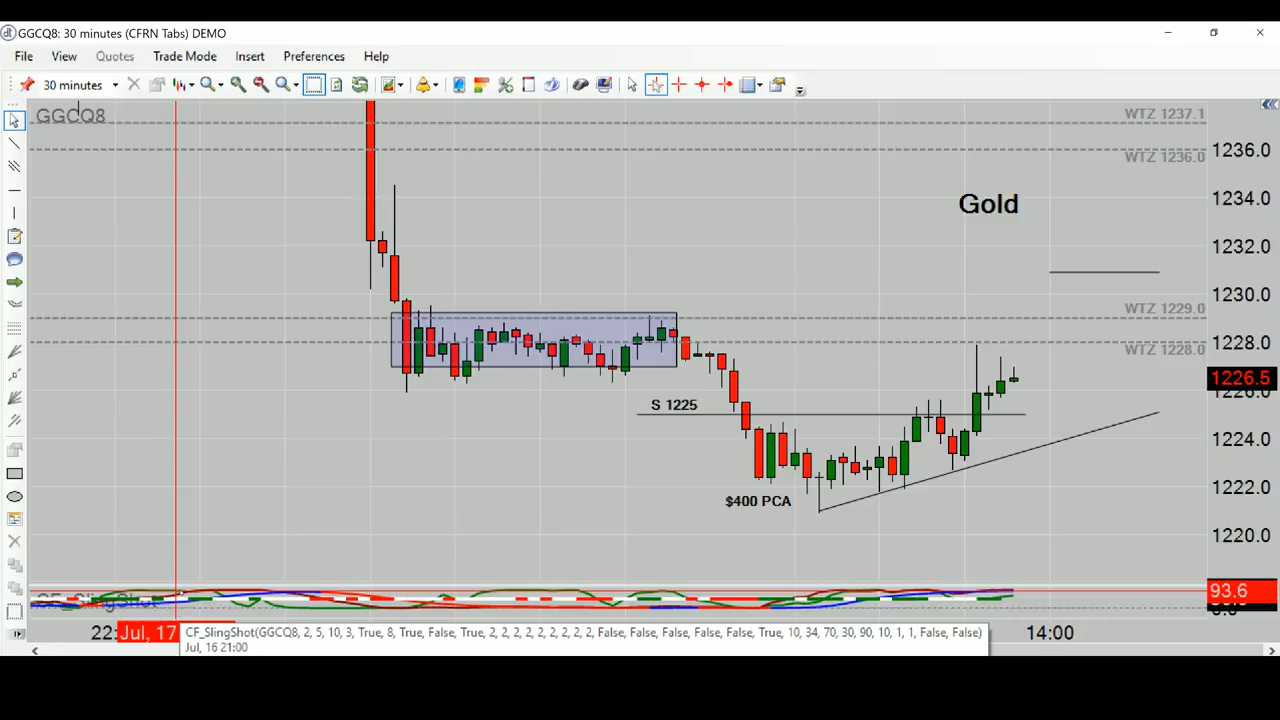 GGCQ8: 30 minutes (CFRN Tabs) DEMO
File View Quotes Trade Mode Insert Preferences Help
30 minutes
GGCQ8
WTZ 1237.1
WTZ 1236.0
1236.0
1234.0
Gold
1232.0
1230.0
WTZ 1229.0
WTZ 1228.0
1228.0
1226.5
1226.0
S 1225
1224.0
1222.0
$400 PCA
1220.0
CF_SlingShot
93.6
22: Jul, 17
14:00
CF_SlingShot(GGCQ8, 2, 5, 10, 3, True, 8, True, False, True, 2, 2, 2, 2, 2, 2, 2, 2, 2, False, False, False, False, False, True, 10, 34, 70, 30, 90, 10, 1, 1, False, False)
Jul, 16 21:00